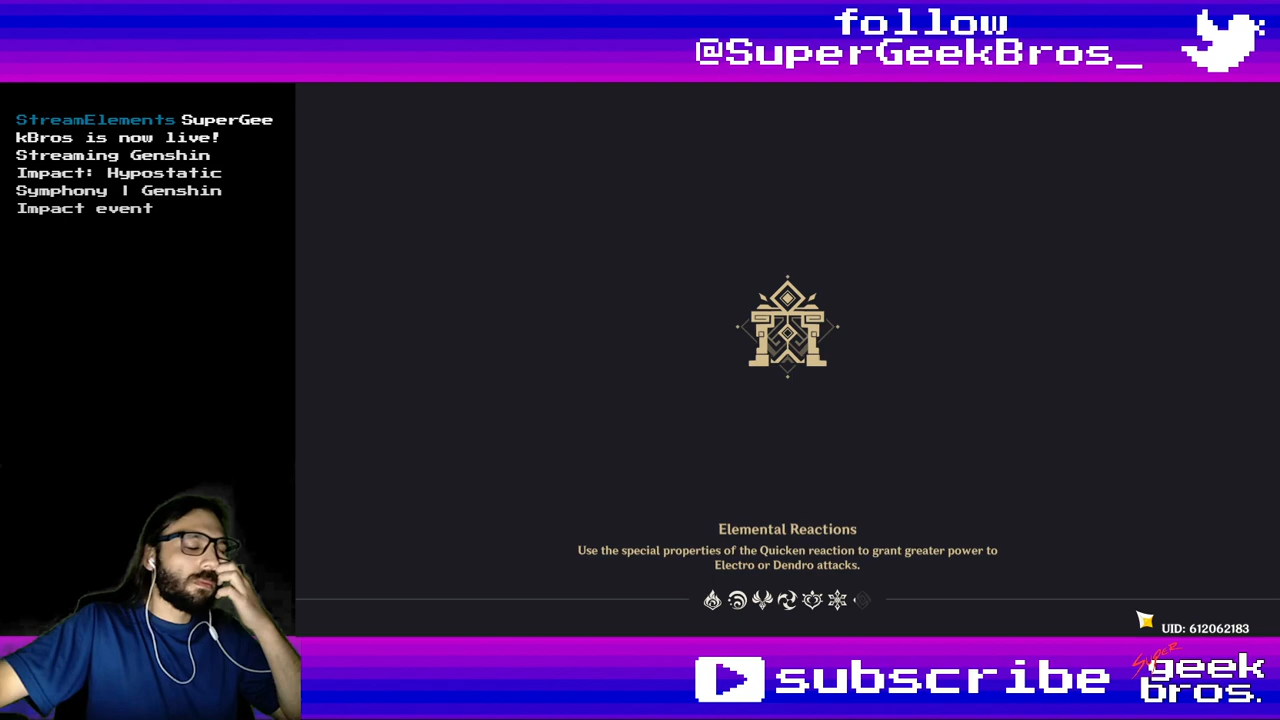 follow
@SuperGeekBros_
StreamElements SuperGee
kBros is now live!
Streaming Genshin
Impact: Hypostatic
Symphony | Genshin
Impact event
Elemental Reactions
Use the special properties of the Quicken reaction to grant greater power to
Electro or Dendro attacks.
UID: 612062183
subscribe
super
geek
bros.